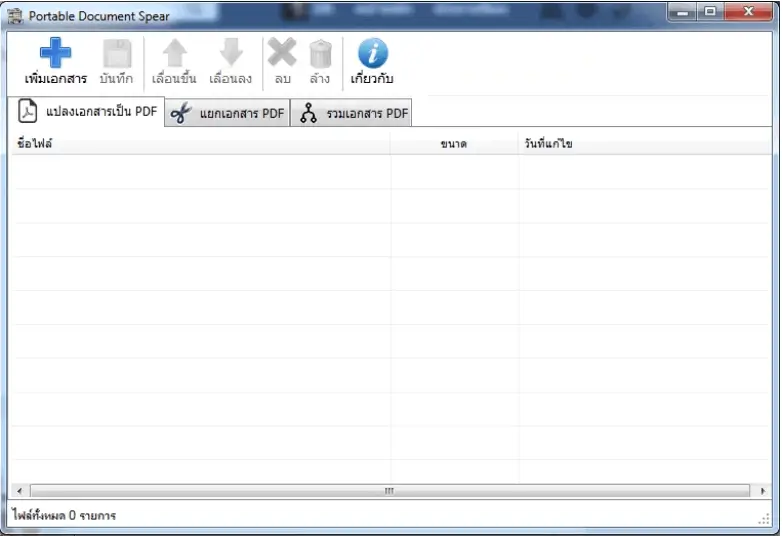 Portable Document Spear
เพิ่มเอกสาร บันทึก เลื่อนขึ้น เลื่อนลง ลบ ล้าง เกี่ยวกับ
แปลงเอกสารเป็น PDF แยกเอกสาร PDF รวมเอกสาร PDF
ชื่อไฟล์ ขนาด วันที่แก้ไข
ไฟล์ทั้งหมด 0 รายการ